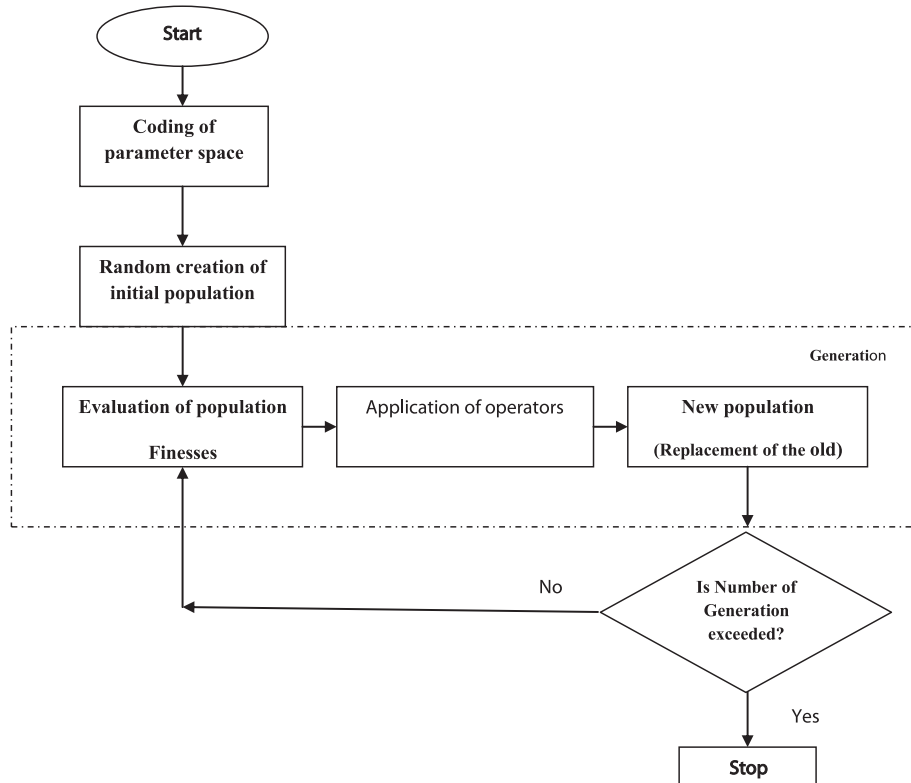 Start
Coding of
parameter space
Random creation of
initial population
Generation
Evaluation of population
Finesses
Application of operators
New population
(Replacement of the old)
Is Number of
Generation
exceeded?
No
Yes
Stop